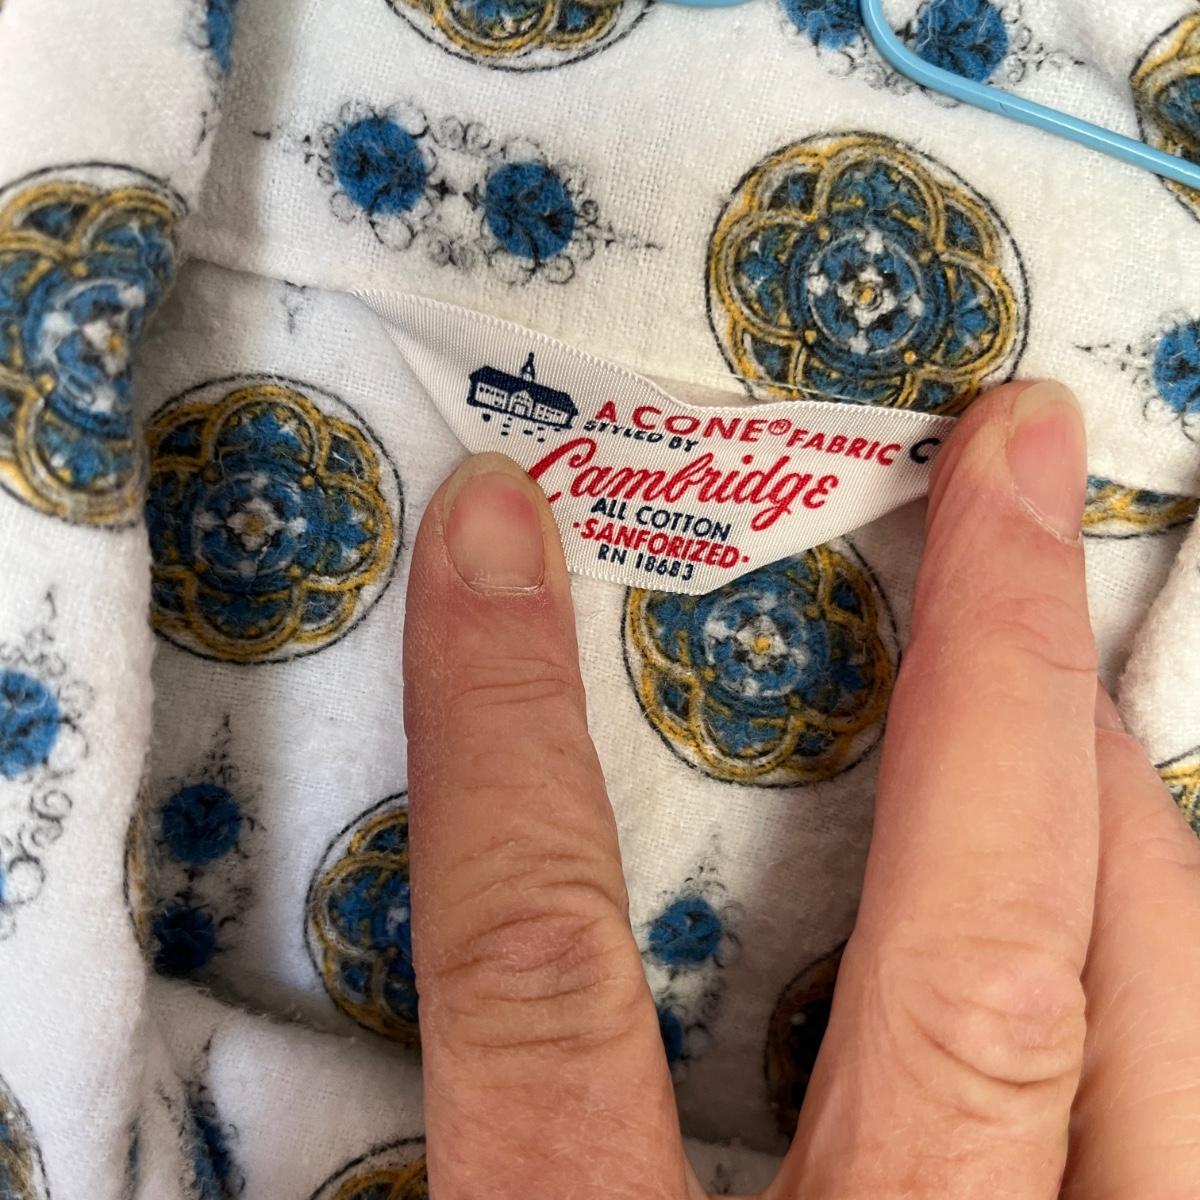 A CONE® FABRIC C
STYLED BY
Cambridge
ALL COTTON
·SANFORIZED·
RN 18683